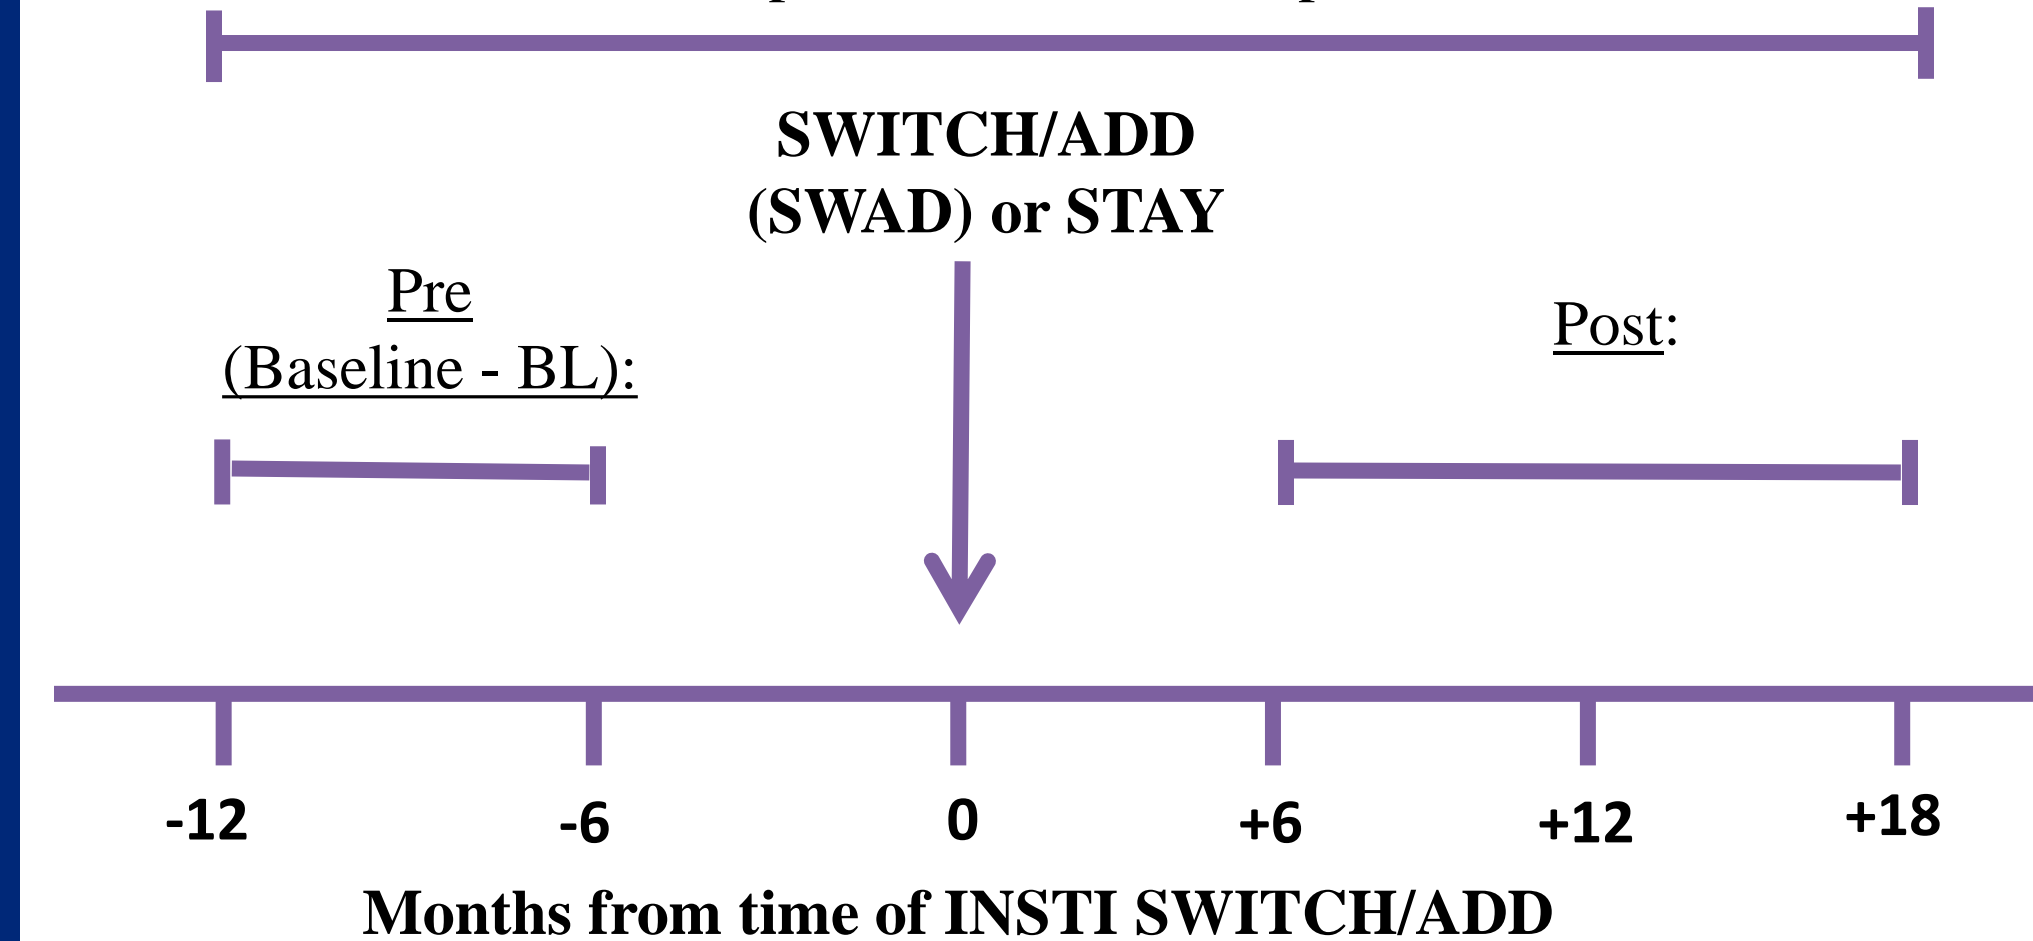 SWITCH/ADD
(SWAD) or STAY
Pre
(Baseline - BL):
Post:
-12 -6 0 +6 +12 +18
Months from time of INSTI SWITCH/ADD